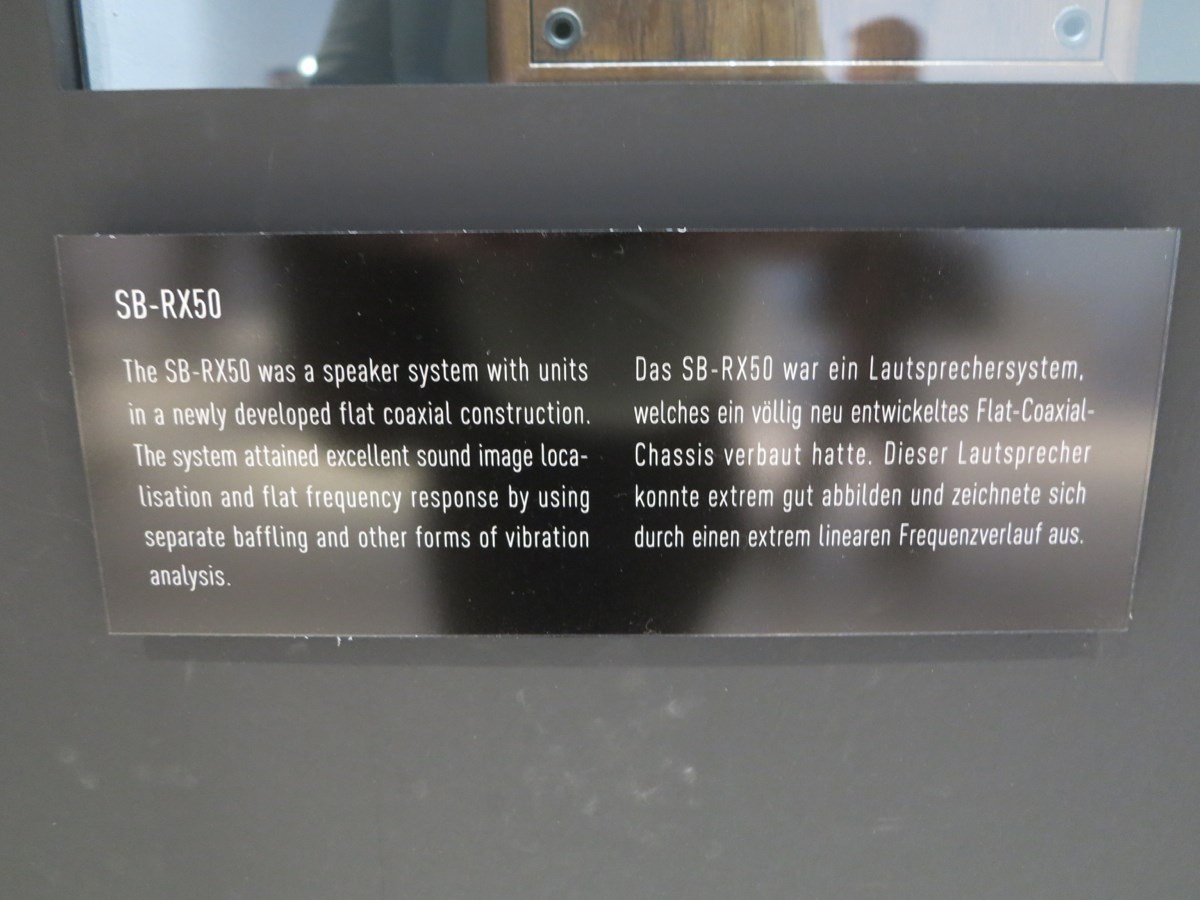 SB-RX50
The SB-RX50 was a speaker system with units
in a newly developed flat coaxial construction.
The system attained excellent sound image loca-
lisation and flat frequency response by using
separate baffling and other forms of vibration
analysis.
Das SB-RX50 war ein Lautsprechersystem,
welches ein völlig neu entwickeltes Flat-Coaxial-
Chassis verbaut hatte. Dieser Lautsprecher
konnte extrem gut abbilden und zeichnete sich
durch einen extrem linearen Frequenzverlauf aus.